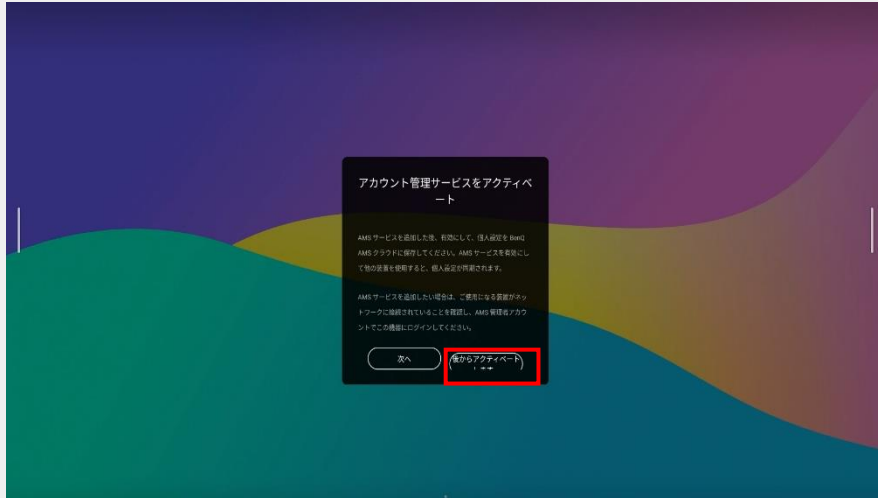 アカウント管理サービスをアクティベ
ート
AMS サービスを追加した後、有効にして、個人設定を BenQ
AMS クラウドに保存してください。AMS サービスを有効にし
て他の装置を使用すると、個人設定が同期されます。
AMS サービスを追加したい場合は、ご使用になる装置がネッ
トワークに接続されていることを確認し、AMS 管理者アカウ
ントでこの機器にログインしてください。
次へ
後からアクティベート
します